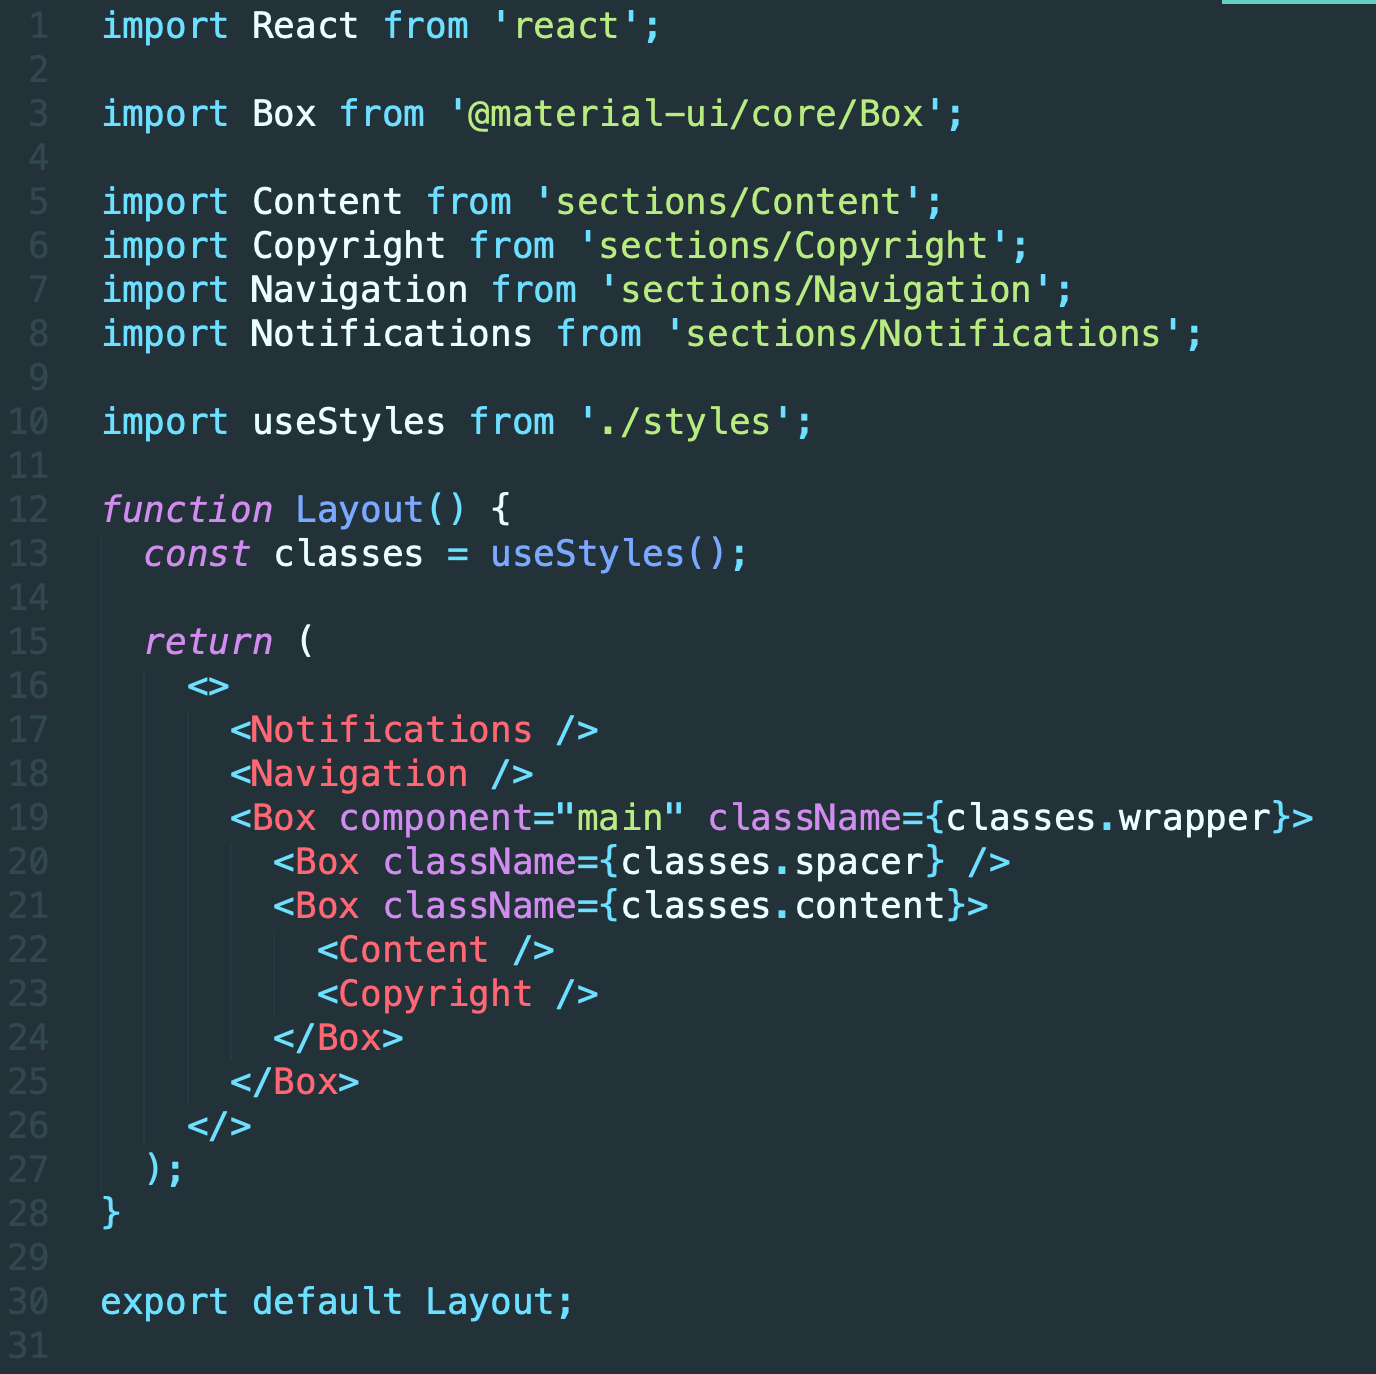 1 import React from 'react';
2
3 import Box from '@material-ui/core/Box';
4
5 import Content from 'sections/Content';
6 import Copyright from 'sections/Copyright';
7 import Navigation from 'sections/Navigation';
8 import Notifications from 'sections/Notifications';
9
10 import useStyles from './styles';
11
12 function Layout() {
13   const classes = useStyles();
14
15   return (
16     <>
17       <Notifications />
18       <Navigation />
19       <Box component="main" className={classes.wrapper}>
20         <Box className={classes.spacer} />
21         <Box className={classes.content}>
22           <Content />
23           <Copyright />
24         </Box>
25       </Box>
26     </>
27   );
28 }
29
30 export default Layout;
31